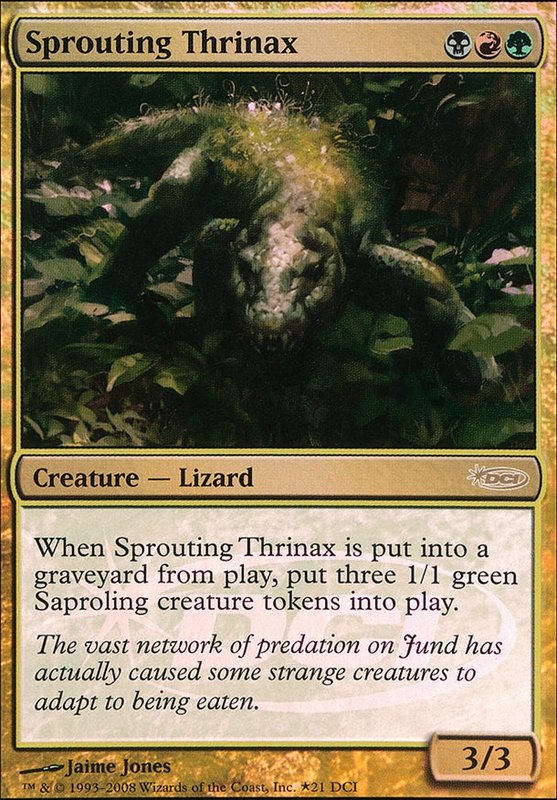 Sprouting Thrinax
Creature — Lizard
DCI
When Sprouting Thrinax is put into a
graveyard from play, put three 1/1 green
Saproling creature tokens into play.
The vast network of predation on Jund has
actually caused some strange creatures to
adapt to being eaten.
DCI
3/3
Jaime Jones
™ & © 1993–2008 Wizards of the Coast, Inc. ★21 DCI